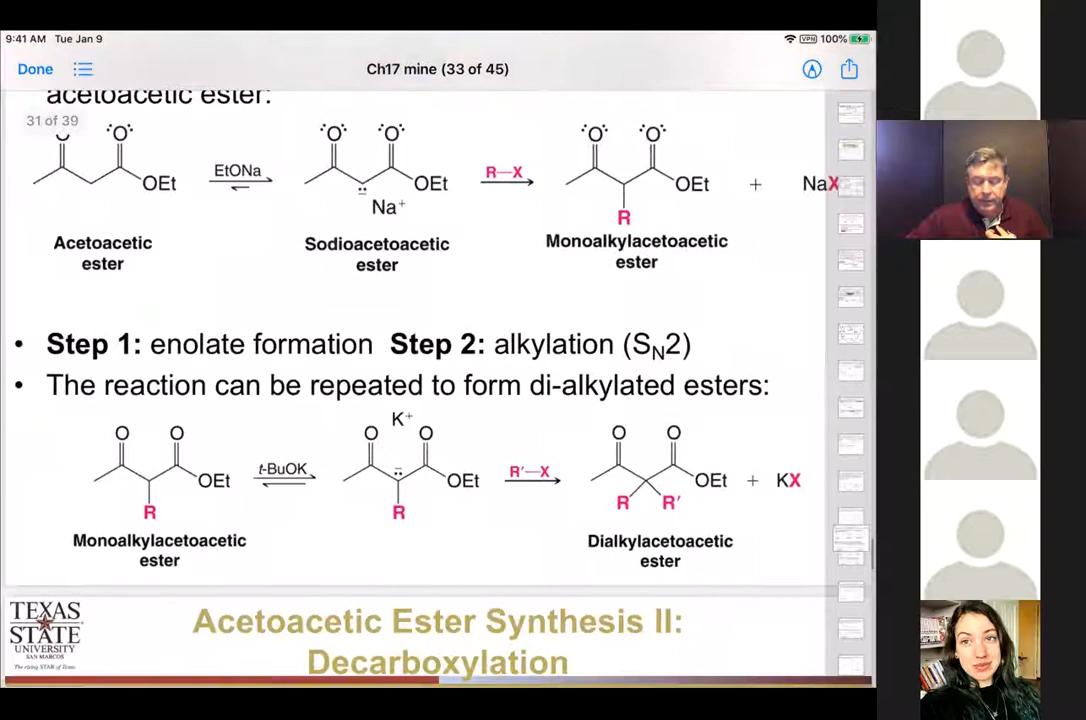 9:41 AM Tue Jan 9
VPN 100%
Done
Ch17 mine (33 of 45)
acetoacetic ester:
31 of 39
O
:O:
OEt
EtONa
:O:
:O:
OEt
Na+
R—X
:O:
:O:
OEt
R
+
NaX
Acetoacetic
ester
Sodioacetoacetic
ester
Monoalkylacetoacetic
ester
• Step 1: enolate formation Step 2: alkylation (SN2)
• The reaction can be repeated to form di-alkylated esters:
O
O
OEt
R
t-BuOK
K+
O
O
OEt
R
R'—X
O
O
OEt
R
R'
+ KX
Monoalkylacetoacetic
ester
Dialkylacetoacetic
ester
TEXAS
STATE
UNIVERSITY
SAN MARCOS
The rising STAR of Texas
Acetoacetic Ester Synthesis II:
Decarboxylation